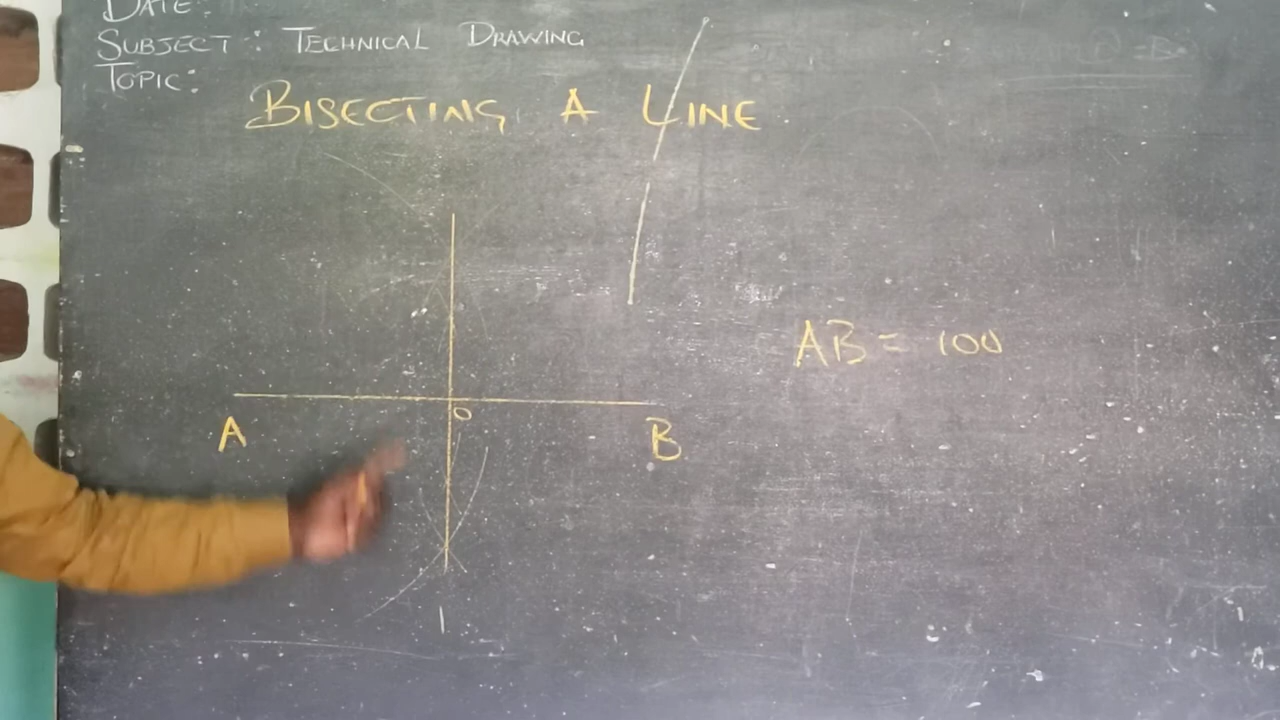 DATE:
SUBJECT: TECHNICAL DRAWING
TOPIC:
BISECTING A LINE
AB = 100
O
A
B